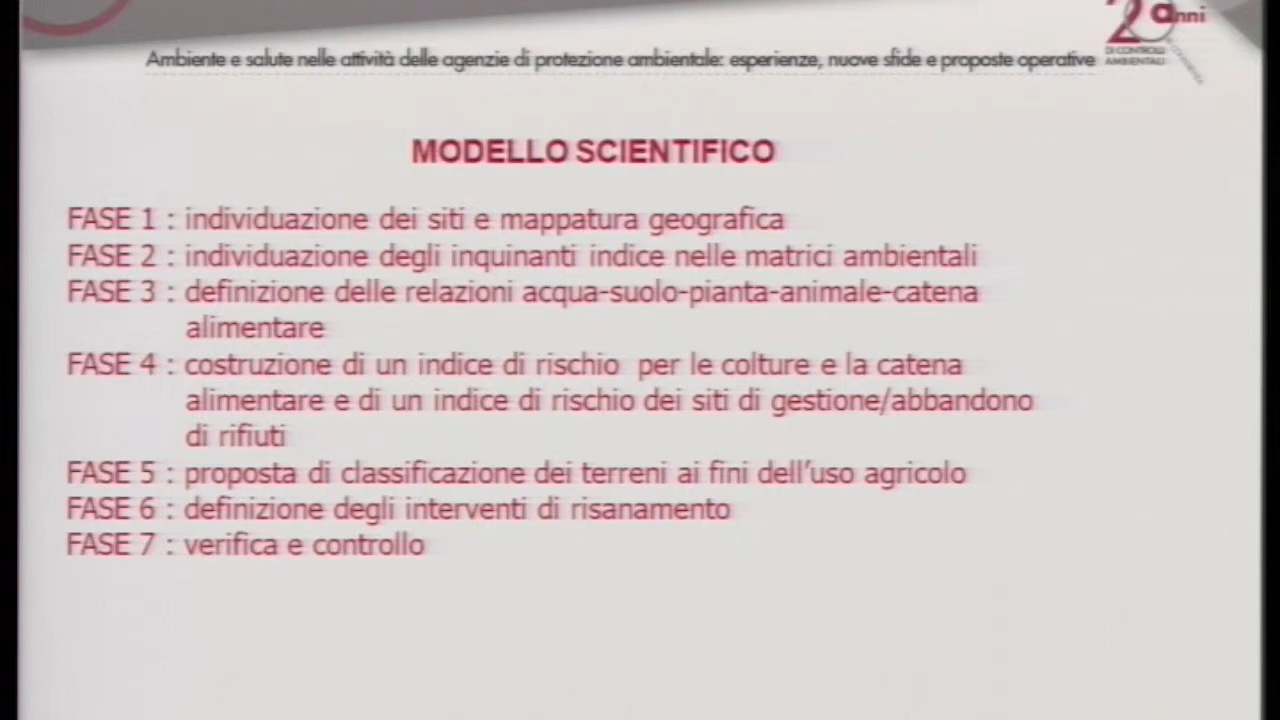 20 anni
DI CONTROLLI
AMBIENTALI
Ambiente e salute nelle attività delle agenzie di protezione ambientale: esperienze, nuove sfide e proposte operative
MODELLO SCIENTIFICO
FASE 1 : individuazione dei siti e mappatura geografica
FASE 2 : individuazione degli inquinanti indice nelle matrici ambientali
FASE 3 : definizione delle relazioni acqua-suolo-pianta-animale-catena
alimentare
FASE 4 : costruzione di un indice di rischio per le colture e la catena
alimentare e di un indice di rischio dei siti di gestione/abbandono
di rifiuti
FASE 5 : proposta di classificazione dei terreni ai fini dell'uso agricolo
FASE 6 : definizione degli interventi di risanamento
FASE 7 : verifica e controllo